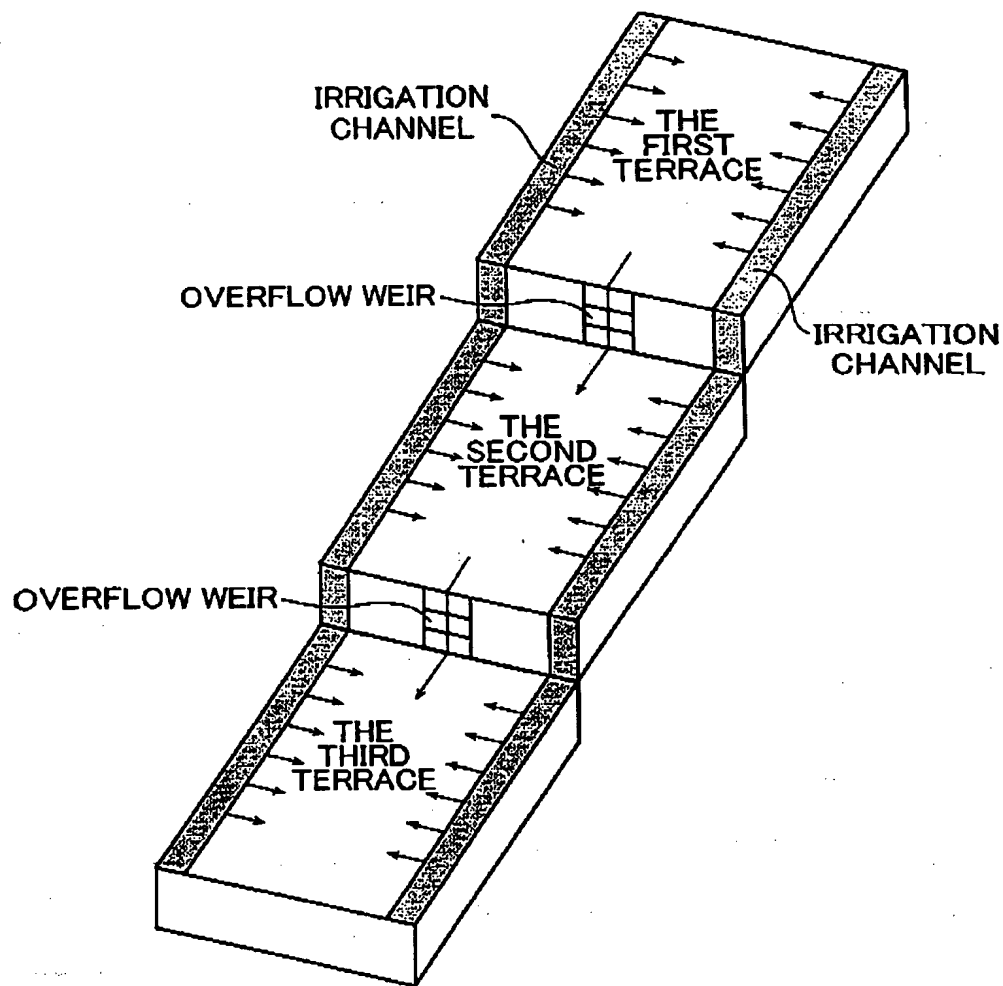 IRRIGATION
CHANNEL
THE
FIRST
TERRACE
OVERFLOW WEIR
IRRIGATION
CHANNEL
THE
SECOND
TERRACE
OVERFLOW WEIR
THE
THIRD
TERRACE